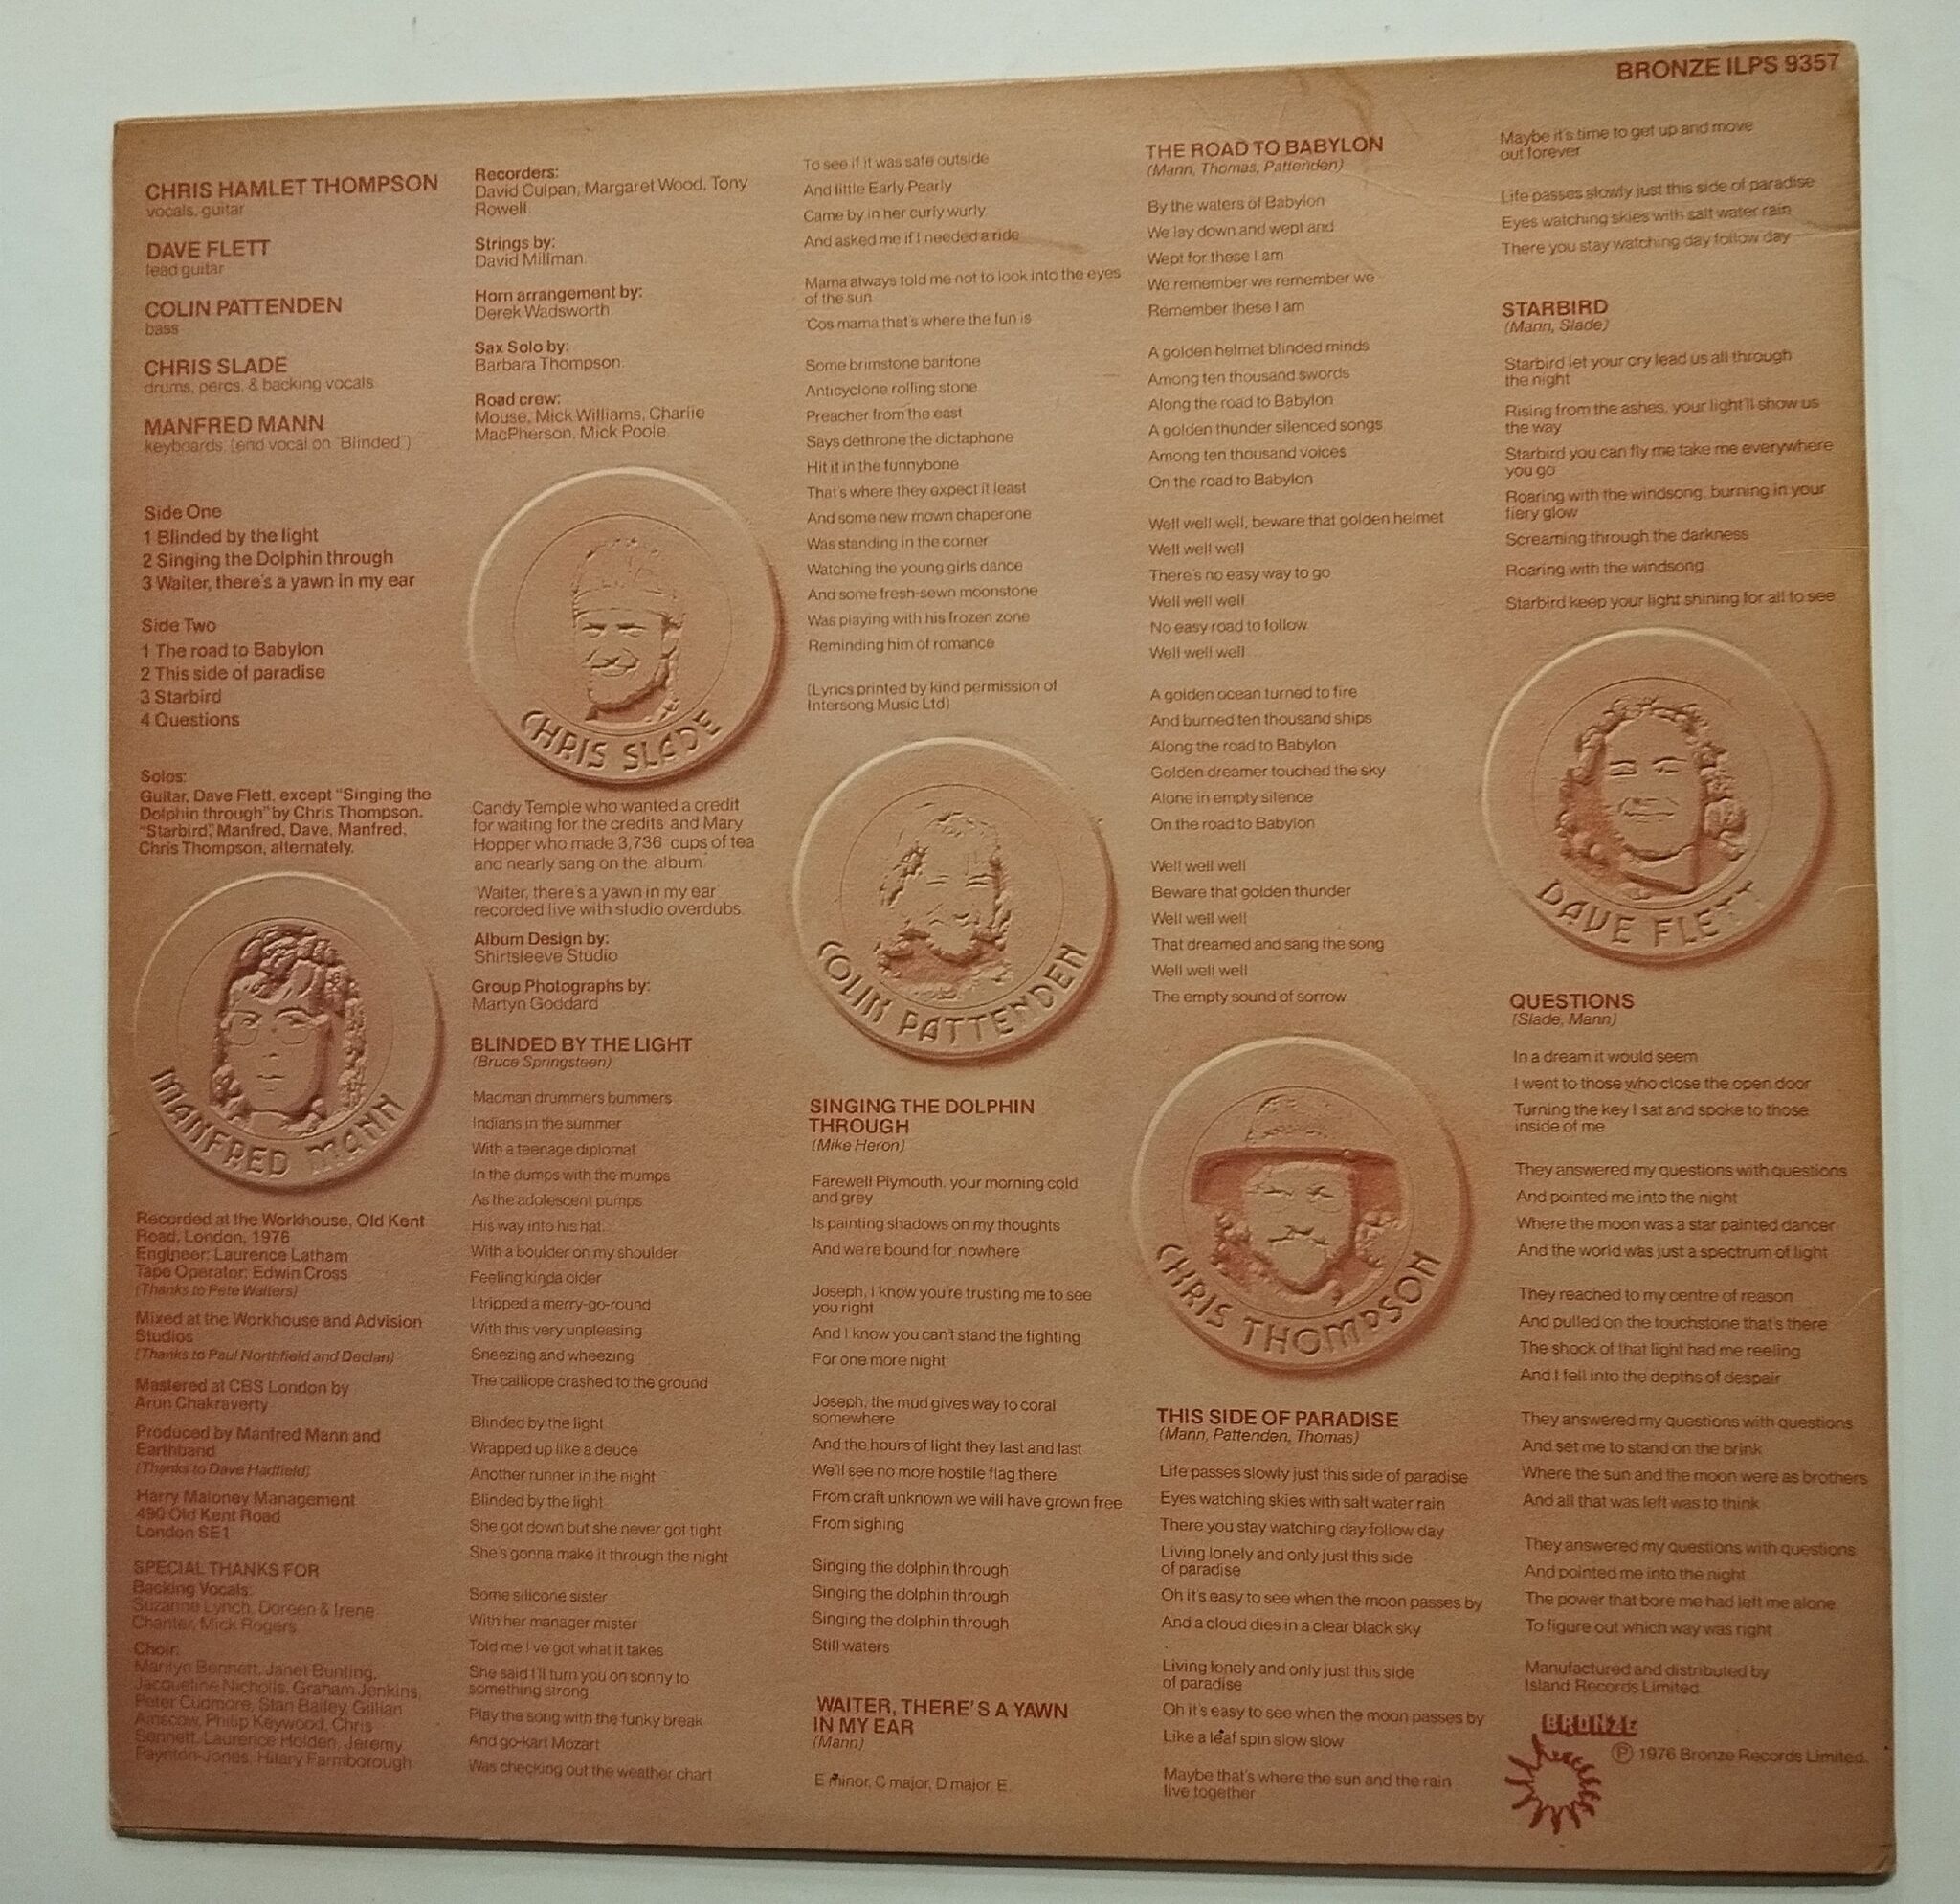 BRONZE ILPS 9357
CHRIS HAMLET THOMPSON
vocals, guitar
DAVE FLETT
lead guitar
COLIN PATTENDEN
bass
CHRIS SLADE
drums, percs, & backing vocals
MANFRED MANN
keyboards, (end vocal on "Blinded")
Side One
1 Blinded by the light
2 Singing the Dolphin through
3 Waiter, there's a yawn in my ear
Side Two
1 The road to Babylon
2 This side of paradise
3 Starbird
4 Questions
Solos:
Guitar, Dave Flett, except "Singing the
Dolphin through" by Chris Thompson.
"Starbird," Manfred, Dave, Manfred,
Chris Thompson, alternately.
MANFRED MANN
Recorded at the Workhouse, Old Kent
Road, London, 1976
Engineer: Laurence Latham
Tape Operator: Edwin Cross
(Thanks to Pete Walters)
Mixed at the Workhouse and Advision
Studios
(Thanks to Paul Northfield and Declan)
Mastered at CBS London by
Arun Chakraverty
Produced by Manfred Mann and
Earthband
(Thanks to Dave Hadfield)
Harry Maloney Management
490 Old Kent Road
London SE1
SPECIAL THANKS FOR
Backing Vocals:
Suzanne Lynch, Doreen & Irene
Chanter, Mick Rogers
Choir:
Marilyn Bennett, Janet Bunting,
Jacqueline Nicholls, Graham Jenkins,
Peter Cudmore, Stan Bailey, Gillian
Ainscow, Philip Keywood, Chris
Sennett, Laurence Holden, Jeremy
Paynton-Jones, Hilary Farmborough
Recorders:
David Culpan, Margaret Wood, Tony
Rowell.
Strings by:
David Millman.
Horn arrangement by:
Derek Wadsworth.
Sax Solo by:
Barbara Thompson.
Road crew:
Mouse, Mick Williams, Charlie
MacPherson, Mick Poole.
CHRIS SLADE
Candy Temple who wanted a credit
for waiting for the credits and Mary
Hopper who made 3,736 cups of tea
and nearly sang on the album.
'Waiter, there's a yawn in my ear'
recorded live with studio overdubs.
Album Design by:
Shirtsleeve Studio
Group Photographs by:
Martyn Goddard
BLINDED BY THE LIGHT
(Bruce Springsteen)
Madman drummers bummers
Indians in the summer
With a teenage diplomat
In the dumps with the mumps
As the adolescent pumps
His way into his hat.
With a boulder on my shoulder
Feeling kinda older
I tripped a merry-go-round
With this very unpleasing
Sneezing and wheezing
The calliope crashed to the ground
Blinded by the light
Wrapped up like a deuce
Another runner in the night
Blinded by the light
She got down but she never got tight
She's gonna make it through the night
Some silicone sister
With her manager mister
Told me I've got what it takes
She said I'll turn you on sonny to
something strong
Play the song with the funky break
And go-kart Mozart
Was checking out the weather chart
To see if it was safe outside
And little Early Pearly
Came by in her curly wurly
And asked me if I needed a ride
Mama always told me not to look into the eyes
of the sun
'Cos mama that's where the fun is
Some brimstone baritone
Anticyclone rolling stone
Preacher from the east
Says dethrone the dictaphone
Hit it in the funnybone
That's where they expect it least
And some new mown chaperone
Was standing in the corner
Watching the young girls dance
And some fresh-sewn moonstone
Was playing with his frozen zone
Reminding him of romance
(Lyrics printed by kind permission of
Intersong Music Ltd)
COLIN PATTENDEN
SINGING THE DOLPHIN
THROUGH
(Mike Heron)
Farewell Plymouth, your morning cold
and grey
Is painting shadows on my thoughts
And we're bound for nowhere
Joseph, I know you're trusting me to see
you right
And I know you can't stand the fighting
For one more night
Joseph, the mud gives way to coral
somewhere
And the hours of light they last and last
We'll see no more hostile flag there
From craft unknown we will have grown free
From sighing
Singing the dolphin through
Singing the dolphin through
Singing the dolphin through
Still waters
WAITER, THERE'S A YAWN
IN MY EAR
(Mann)
E minor, C major, D major. E.
THE ROAD TO BABYLON
(Mann, Thomas, Pattenden)
By the waters of Babylon
We lay down and wept and
Wept for these I am
We remember we remember we
Remember these I am
A golden helmet blinded minds
Among ten thousand swords
Along the road to Babylon
A golden thunder silenced songs
Among ten thousand voices
On the road to Babylon
Well well well, beware that golden helmet
Well well well
There's no easy way to go
Well well well
No easy road to follow
Well well well
A golden ocean turned to fire
And burned ten thousand ships
Along the road to Babylon
Golden dreamer touched the sky
Alone in empty silence
On the road to Babylon
Well well well
Beware that golden thunder
Well well well
That dreamed and sang the song
Well well well
The empty sound of sorrow
CHRIS THOMPSON
THIS SIDE OF PARADISE
(Mann, Pattenden, Thomas)
Life passes slowly just this side of paradise
Eyes watching skies with salt water rain
There you stay watching day follow day
Living lonely and only just this side
of paradise
Oh it's easy to see when the moon passes by
And a cloud dies in a clear black sky
Living lonely and only just this side
of paradise
Oh it's easy to see when the moon passes by
Like a leaf spin slow slow
Maybe that's where the sun and the rain
live together
Maybe it's time to get up and move
out forever
Life passes slowly just this side of paradise
Eyes watching skies with salt water rain
There you stay watching day follow day
STARBIRD
(Mann, Slade)
Starbird let your cry lead us all through
the night
Rising from the ashes, your light'll show us
the way
Starbird you can fly me take me everywhere
you go
Roaring with the windsong, burning in your
fiery glow
Screaming through the darkness
Roaring with the windsong
Starbird keep your light shining for all to see
DAVE FLETT
QUESTIONS
(Slade, Mann)
In a dream it would seem
I went to those who close the open door
Turning the key I sat and spoke to those
inside of me
They answered my questions with questions
And pointed me into the night
Where the moon was a star painted dancer
And the world was just a spectrum of light
They reached to my centre of reason
And pulled on the touchstone that's there
The shock of that light had me reeling
And I fell into the depths of despair
They answered my questions with questions
And set me to stand on the brink
Where the sun and the moon were as brothers
And all that was left was to think
They answered my questions with questions
And pointed me into the night
The power that bore me had left me alone
To figure out which way was right
Manufactured and distributed by
Island Records Limited.
BRONZE
℗ 1976 Bronze Records Limited.